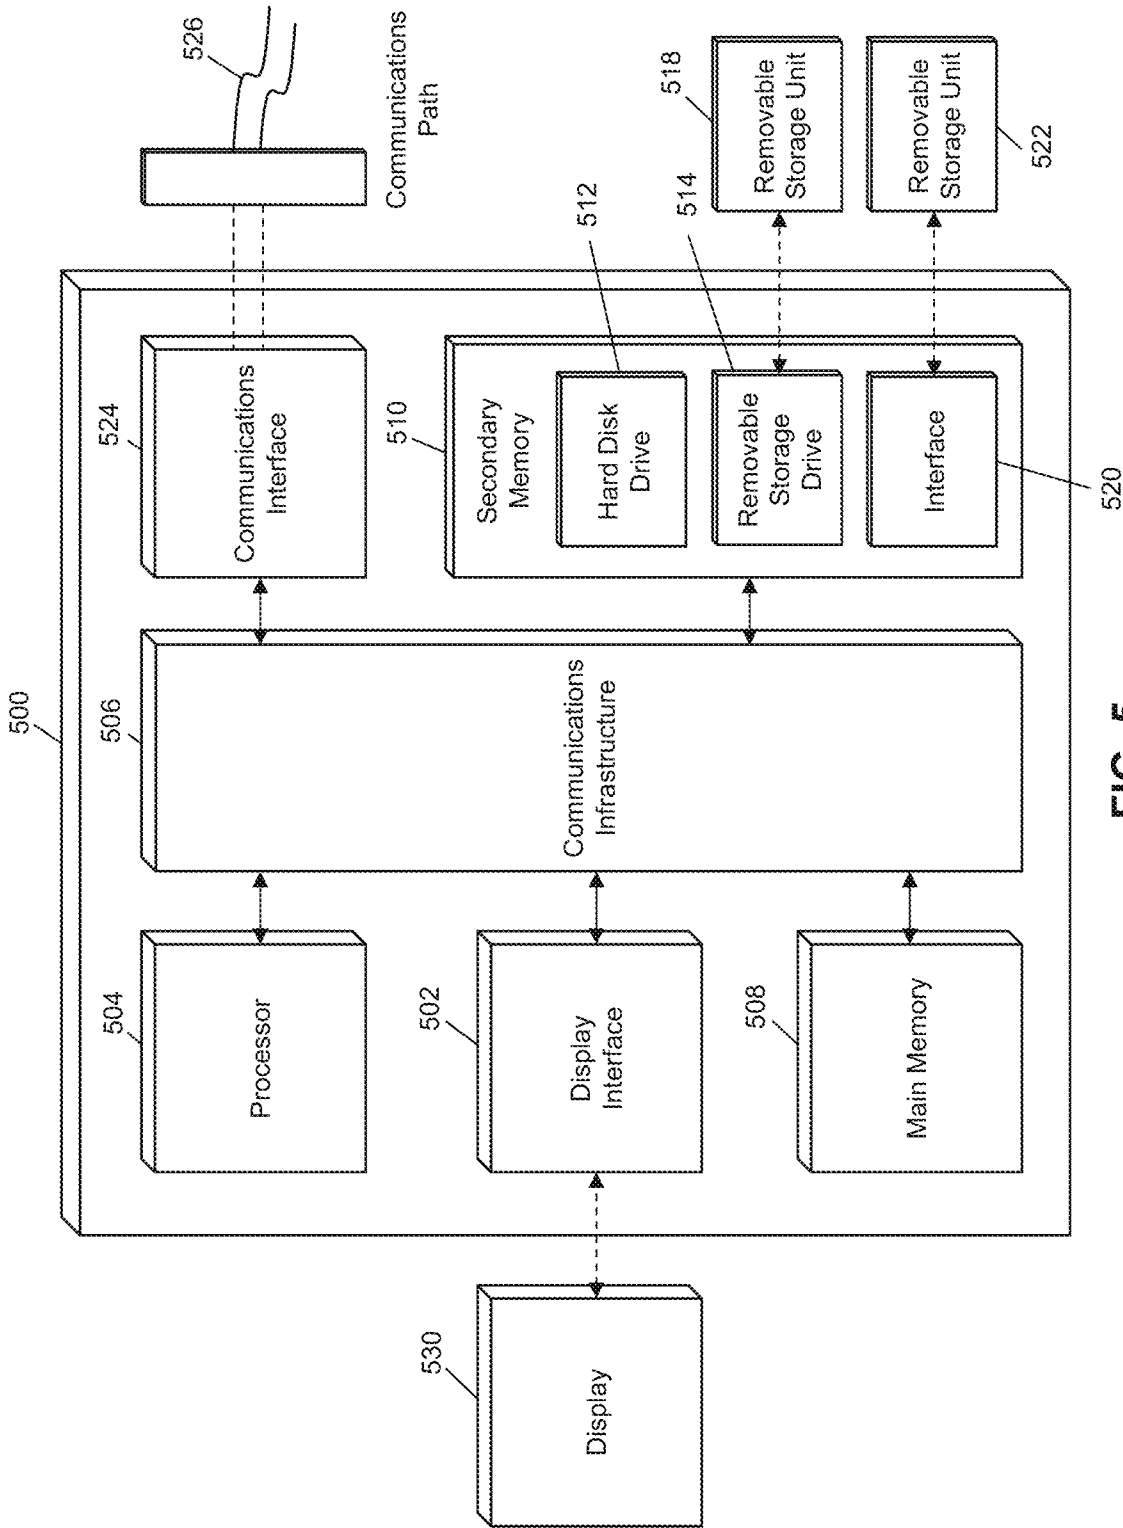 500
530
Display
504
Processor
502
Display
Interface
508
Main Memory
506
Communications
Infrastructure
524
Communications
Interface
510
Secondary
Memory
512
Hard Disk
Drive
514
Removable
Storage
Drive
Interface
520
526
Communications
Path
518
Removable
Storage Unit
Removable
Storage Unit
522
FIG. 5